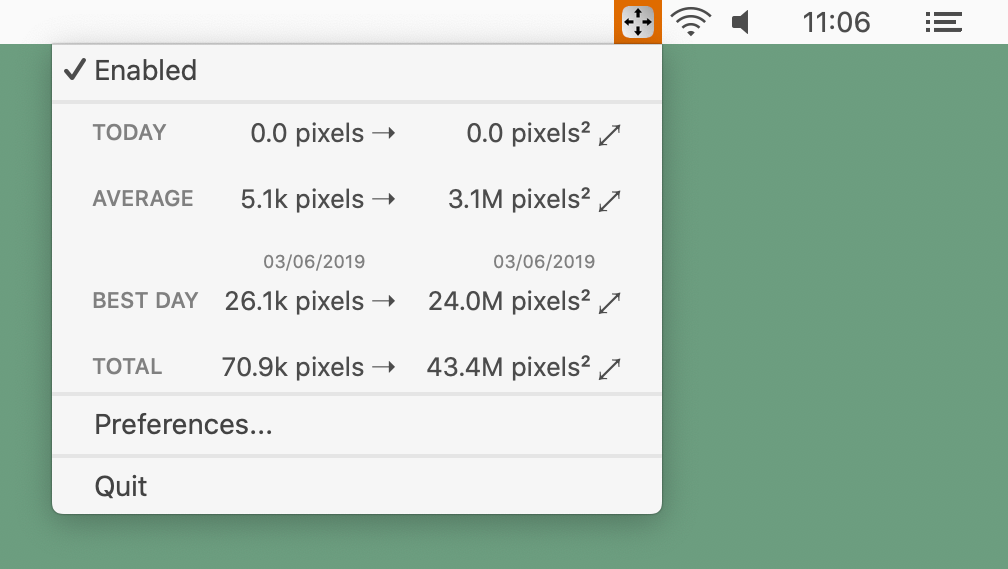 11:06
✓ Enabled
TODAY 0.0 pixels → 0.0 pixels² ⤢
AVERAGE 5.1k pixels → 3.1M pixels² ⤢
03/06/2019 03/06/2019
BEST DAY 26.1k pixels → 24.0M pixels² ⤢
TOTAL 70.9k pixels → 43.4M pixels² ⤢
Preferences...
Quit